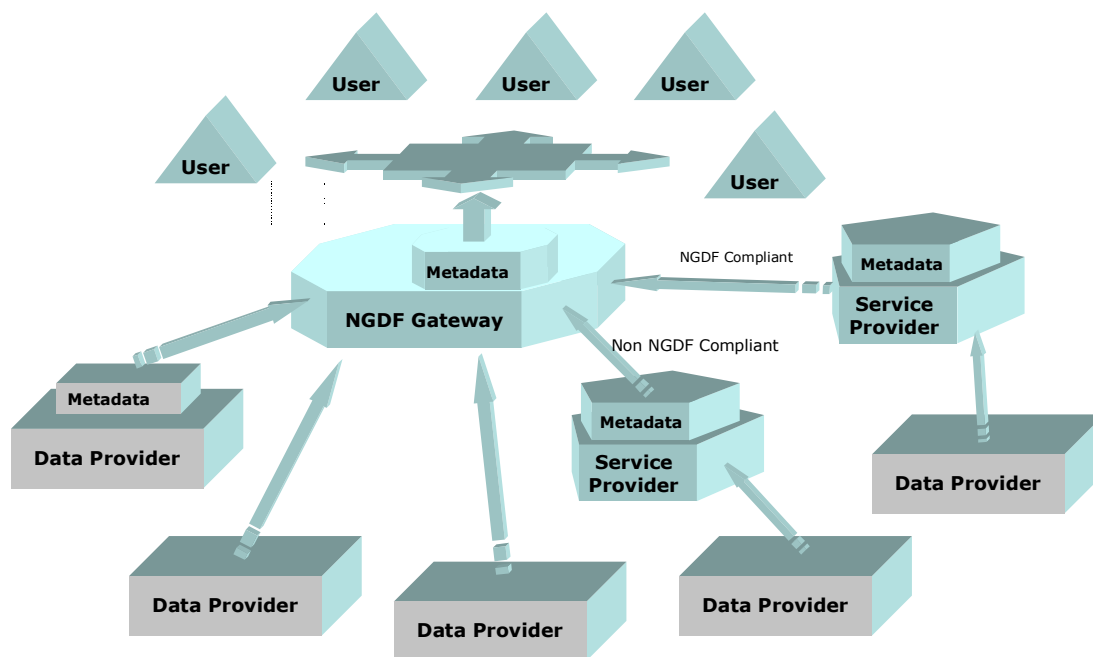 User
User
User
User
User
NGDF Compliant
Metadata
Metadata
Service
Provider
NGDF Gateway
Non NGDF Compliant
Metadata
Data Provider
Metadata
Service
Provider
Data Provider
Data Provider
Data Provider
Data Provider